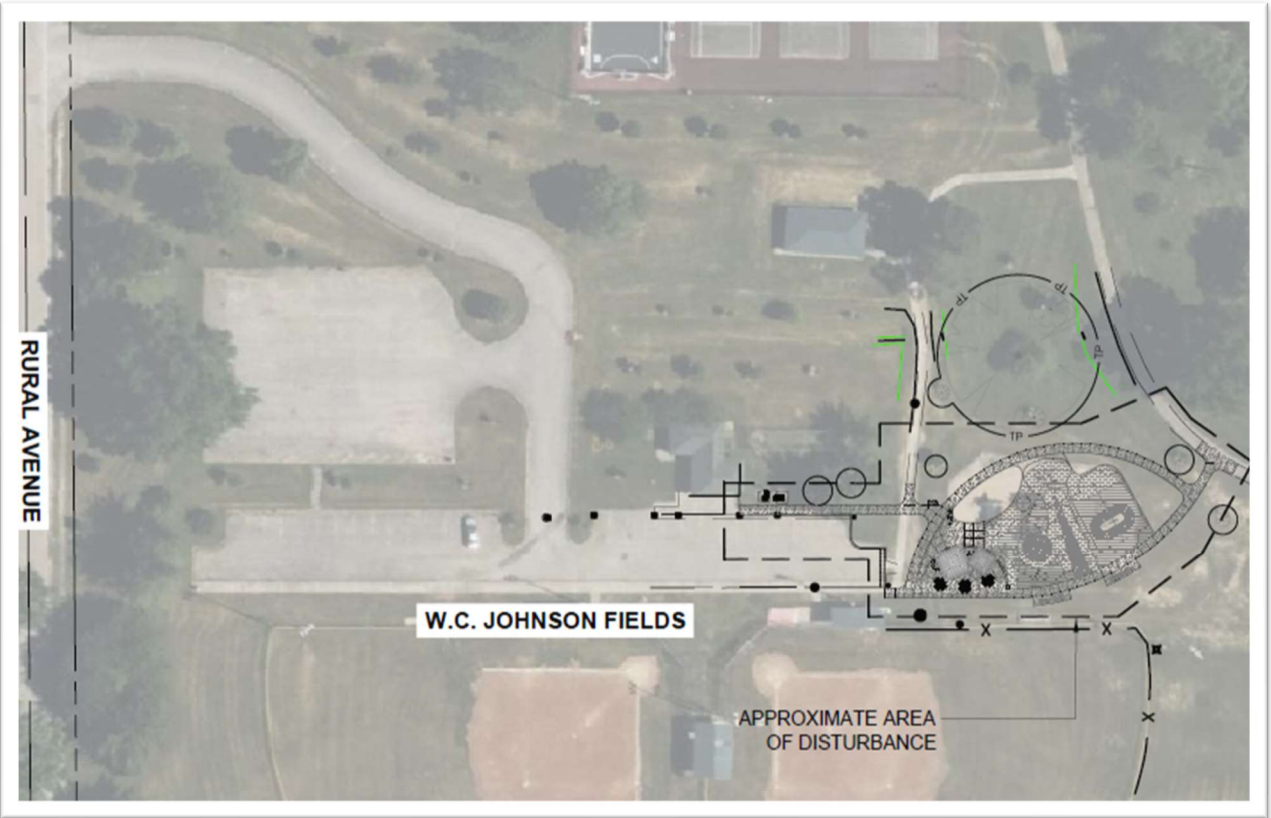 TP
TP
TP
TP
RURAL AVENUE
W.C. JOHNSON FIELDS
X
X
X
APPROXIMATE AREA
OF DISTURBANCE